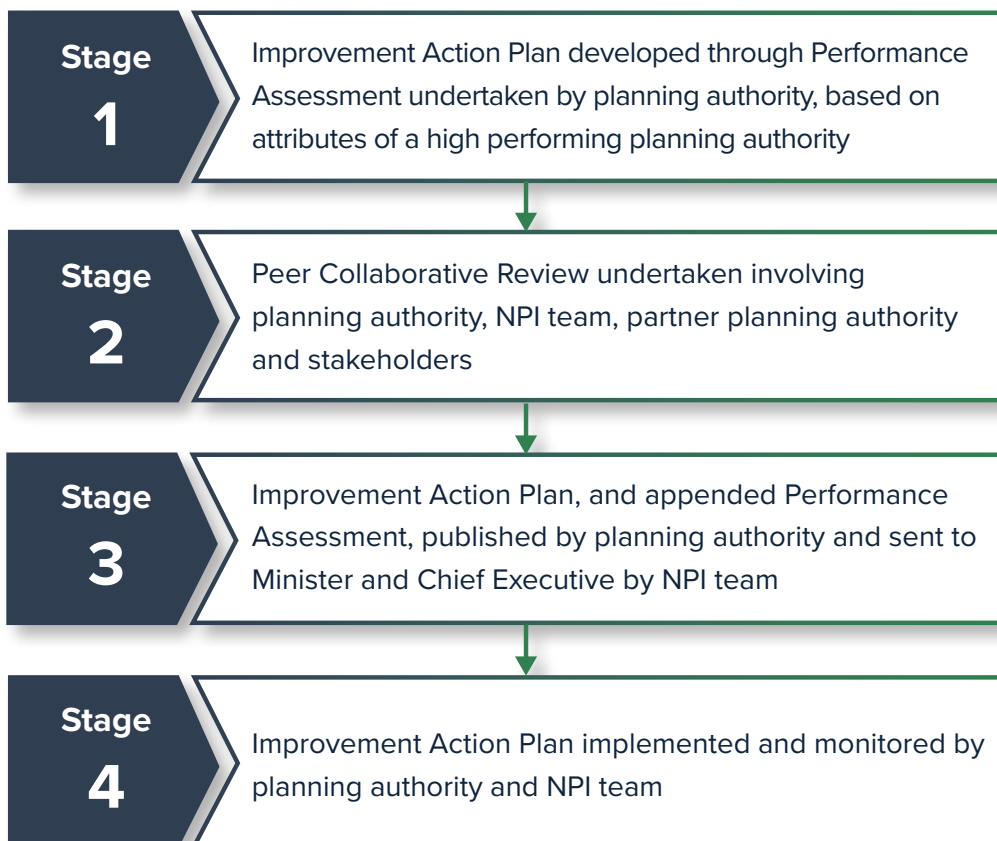 Stage
1
Improvement Action Plan developed through Performance
Assessment undertaken by planning authority, based on
attributes of a high performing planning authority
Stage
2
Peer Collaborative Review undertaken involving
planning authority, NPI team, partner planning authority
and stakeholders
Stage
3
Improvement Action Plan, and appended Performance
Assessment, published by planning authority and sent to
Minister and Chief Executive by NPI team
Stage
4
Improvement Action Plan implemented and monitored by
planning authority and NPI team